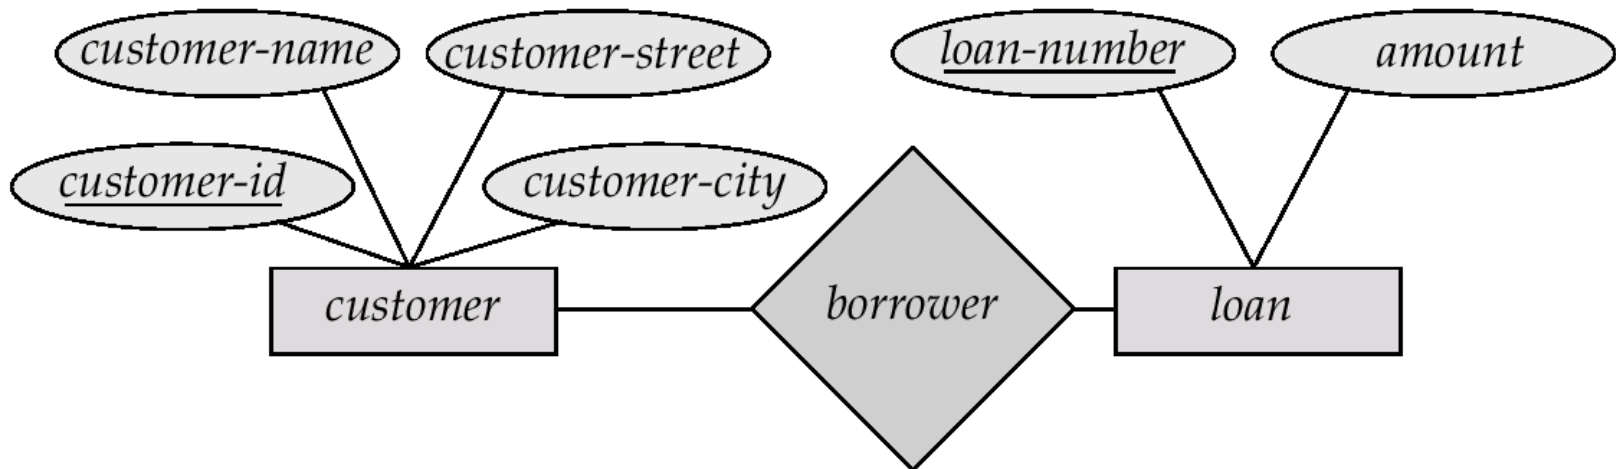 customer-name
customer-street
loan-number
amount
customer-id
customer-city
customer
borrower
loan